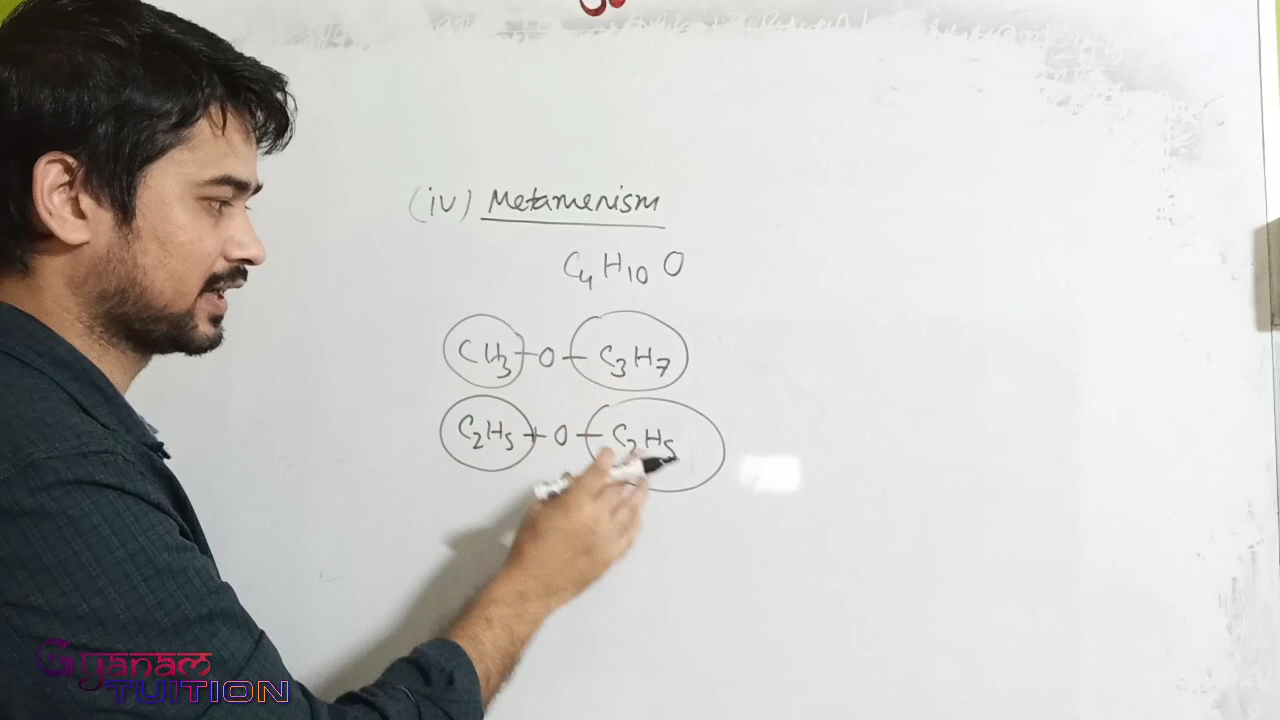 (iv) Metamerism
C₄H₁₀O
CH₃-O-C₃H₇
C₂H₅-O-C₂H₅
Gyanam
TUITION